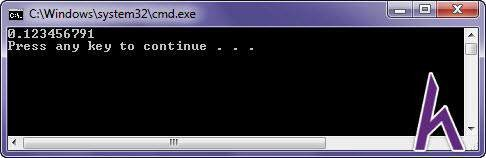 C:\Windows\system32\cmd.exe
0.123456791
Press any key to continue . . .